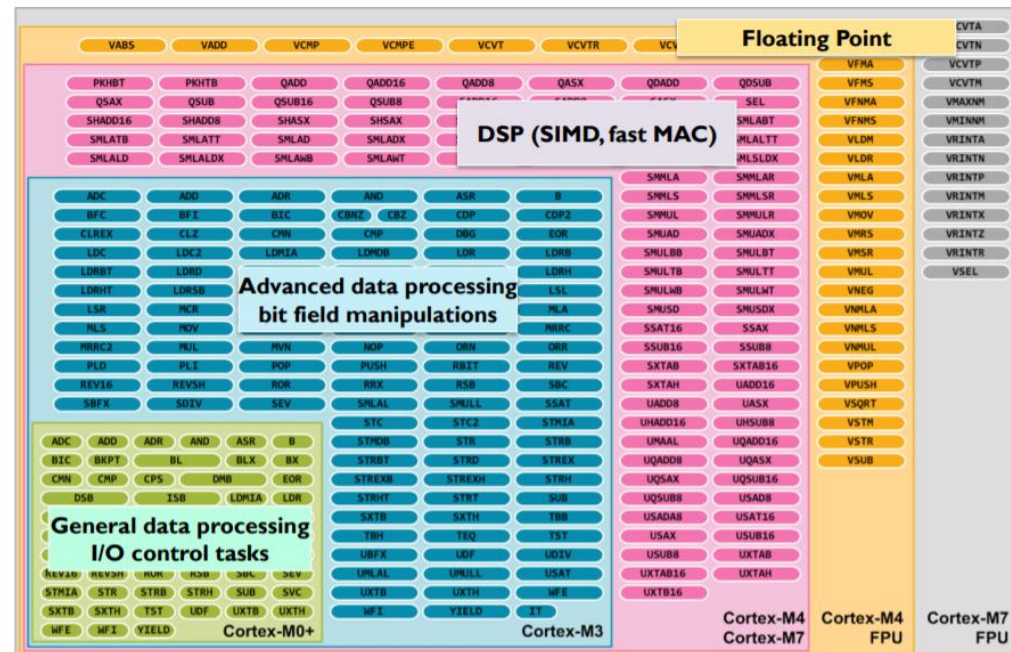 CVTA
VABS VADD VCMP VCMPE VCVT VCVTR Floating Point CVTN
VFMA VCVTP
PKHBT PKHTB QADD QADD16 QADD8 QASX QDADD QDSUB VFMS VCVTM
QSAX QSUB QSUB16 QSUB8 SEL VFNMA VMAXNM
SHADD16 SHADD8 SHASX SHSAX DSP (SIMD, fast MAC) SMLABT VFNMS VMINNM
SMLATB SMLATT SMLAD SMLADX SMLALTT VLDM VRINTA
SMLALD SMLALDX SMLAWB SMLAWT SMLSLDX VLDR VRINTN
SMMLA SMMLAR VMLA VRINTP
ADC ADD ADR AND ASR B SMMLS SMMLSR VMLS VRINTM
BFC BFI BIC CBNZ CBZ CDP CDP2 SMMUL SMMULR VMOV VRINTX
CLREX CLZ CMN CMP DBG EOR SMUAD SMUADX VMRS VRINTZ
LDC LDC2 LDMIA LDMDB LDR LDRB SMULBB SMULBT VMSR VRINTR
LDRBT LDRD LDRH SMULTB SMULTT VMUL VSEL
LDRHT LDRSB Advanced data processing LSL SMULWB SMULWT VNEG
LSR MCR bit field manipulations MLA SMUSD SMUSDX VNMLA
MLS MOV MRRC SSAT16 SSAX VNMLS
MRRC2 MUL MVN NOP ORN ORR SSUB16 SSUB8 VNMUL
PLD PLI POP PUSH RBIT REV SXTAB SXTAB16 VPOP
REV16 REVSH ROR RRX RSB SBC SXTAH UADD16 VPUSH
SBFX SDIV SEV SMLAL SMULL SSAT UADD8 UASX VSQRT
STC STC2 STMIA UHADD16 UHSUB8 VSTM
ADC ADD ADR AND ASR B STMDB STR STRB UMAAL UQADD16 VSTR
BIC BKPT BL BLX BX STRBT STRD STREX UQADD8 UQASX VSUB
CMN CMP CPS DMB EOR STREXB STREXH STRH UQSAX UQSUB16
DSB ISB LDMIA LDR STRHT STRT SUB UQSUB8 USAD8
General data processing SXTB SXTH TBB USADA8 USAT16
I/O control tasks TBH TEQ TST USAX USUB16
UBFX UDF UDIV USUB8 UXTAB
REV16 REVSH ROR RSB SBC SEV UMLAL UMULL USAT UXTAB16 UXTAH
STMIA STR STRB STRH SUB SVC UXTB UXTH WFE UXTB16
SXTB SXTH TST UDF UXTB UXTH WFI YIELD IT Cortex-M4 Cortex-M4 Cortex-M7
WFE WFI YIELD Cortex-M0+ Cortex-M3 Cortex-M7 FPU FPU